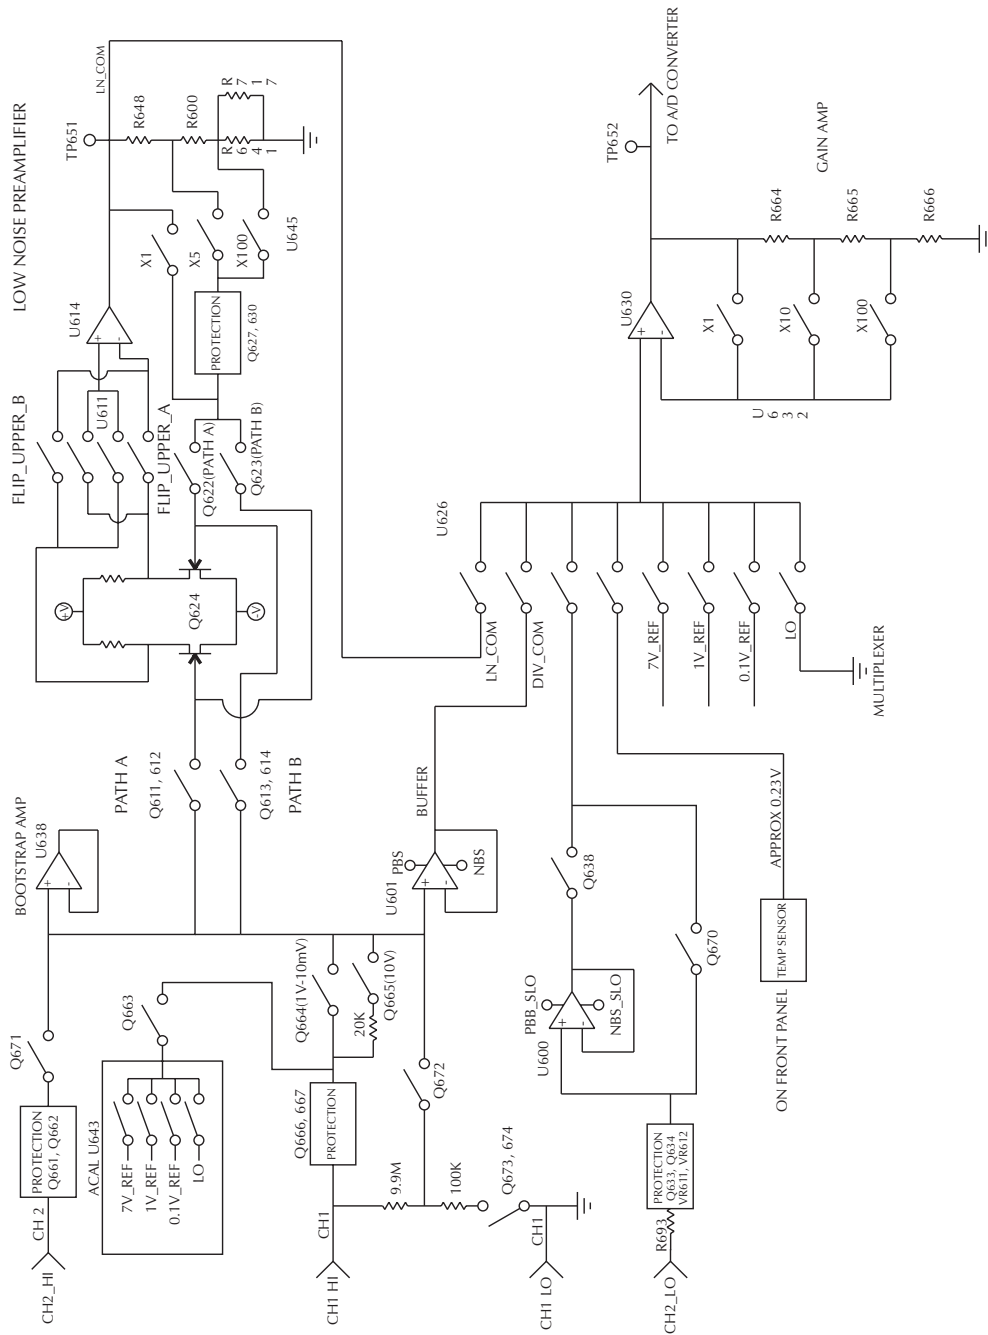 CH2_HI
CH 2
PROTECTION
Q661, Q662
Q671
BOOTSTRAP AMP
U638
+
-
ACAL U643
7V_REF
1V_REF
0.1V_REF
LO
Q663
CH1 HI
CH1
Q666, 667
PROTECTION
Q664(1V-10mV)
20K
Q665(10V)
9.9M
100K
Q672
Q673, 674
CH1 LO
CH1
U601
PBS
NBS
+
-
BUFFER
CH2_LO
R693
PROTECTION
Q633, Q634
VR611, VR612
U600
PBB_SLO
NBS_SLO
+
-
Q638
Q670
ON FRONT PANEL
TEMP SENSOR
APPROX 0.23V
PATH A
Q611, 612
Q613, 614
PATH B
+V
Q624
-V
FLIP_UPPER_B
U611
FLIP_UPPER_A
Q622(PATH A)
Q623(PATH B)
LOW NOISE PREAMPLIFIER
U614
+
-
PROTECTION
Q627, 630
X1
X5
X100
U645
TP651
LN_COM
R648
R600
R641
R717
U626
LN_COM
DIV_COM
7V_REF
1V_REF
0.1V_REF
LO
MULTIPLEXER
U630
+
-
U632
X1
X10
X100
R664
R665
R666
GAIN AMP
TP652
TO A/D CONVERTER